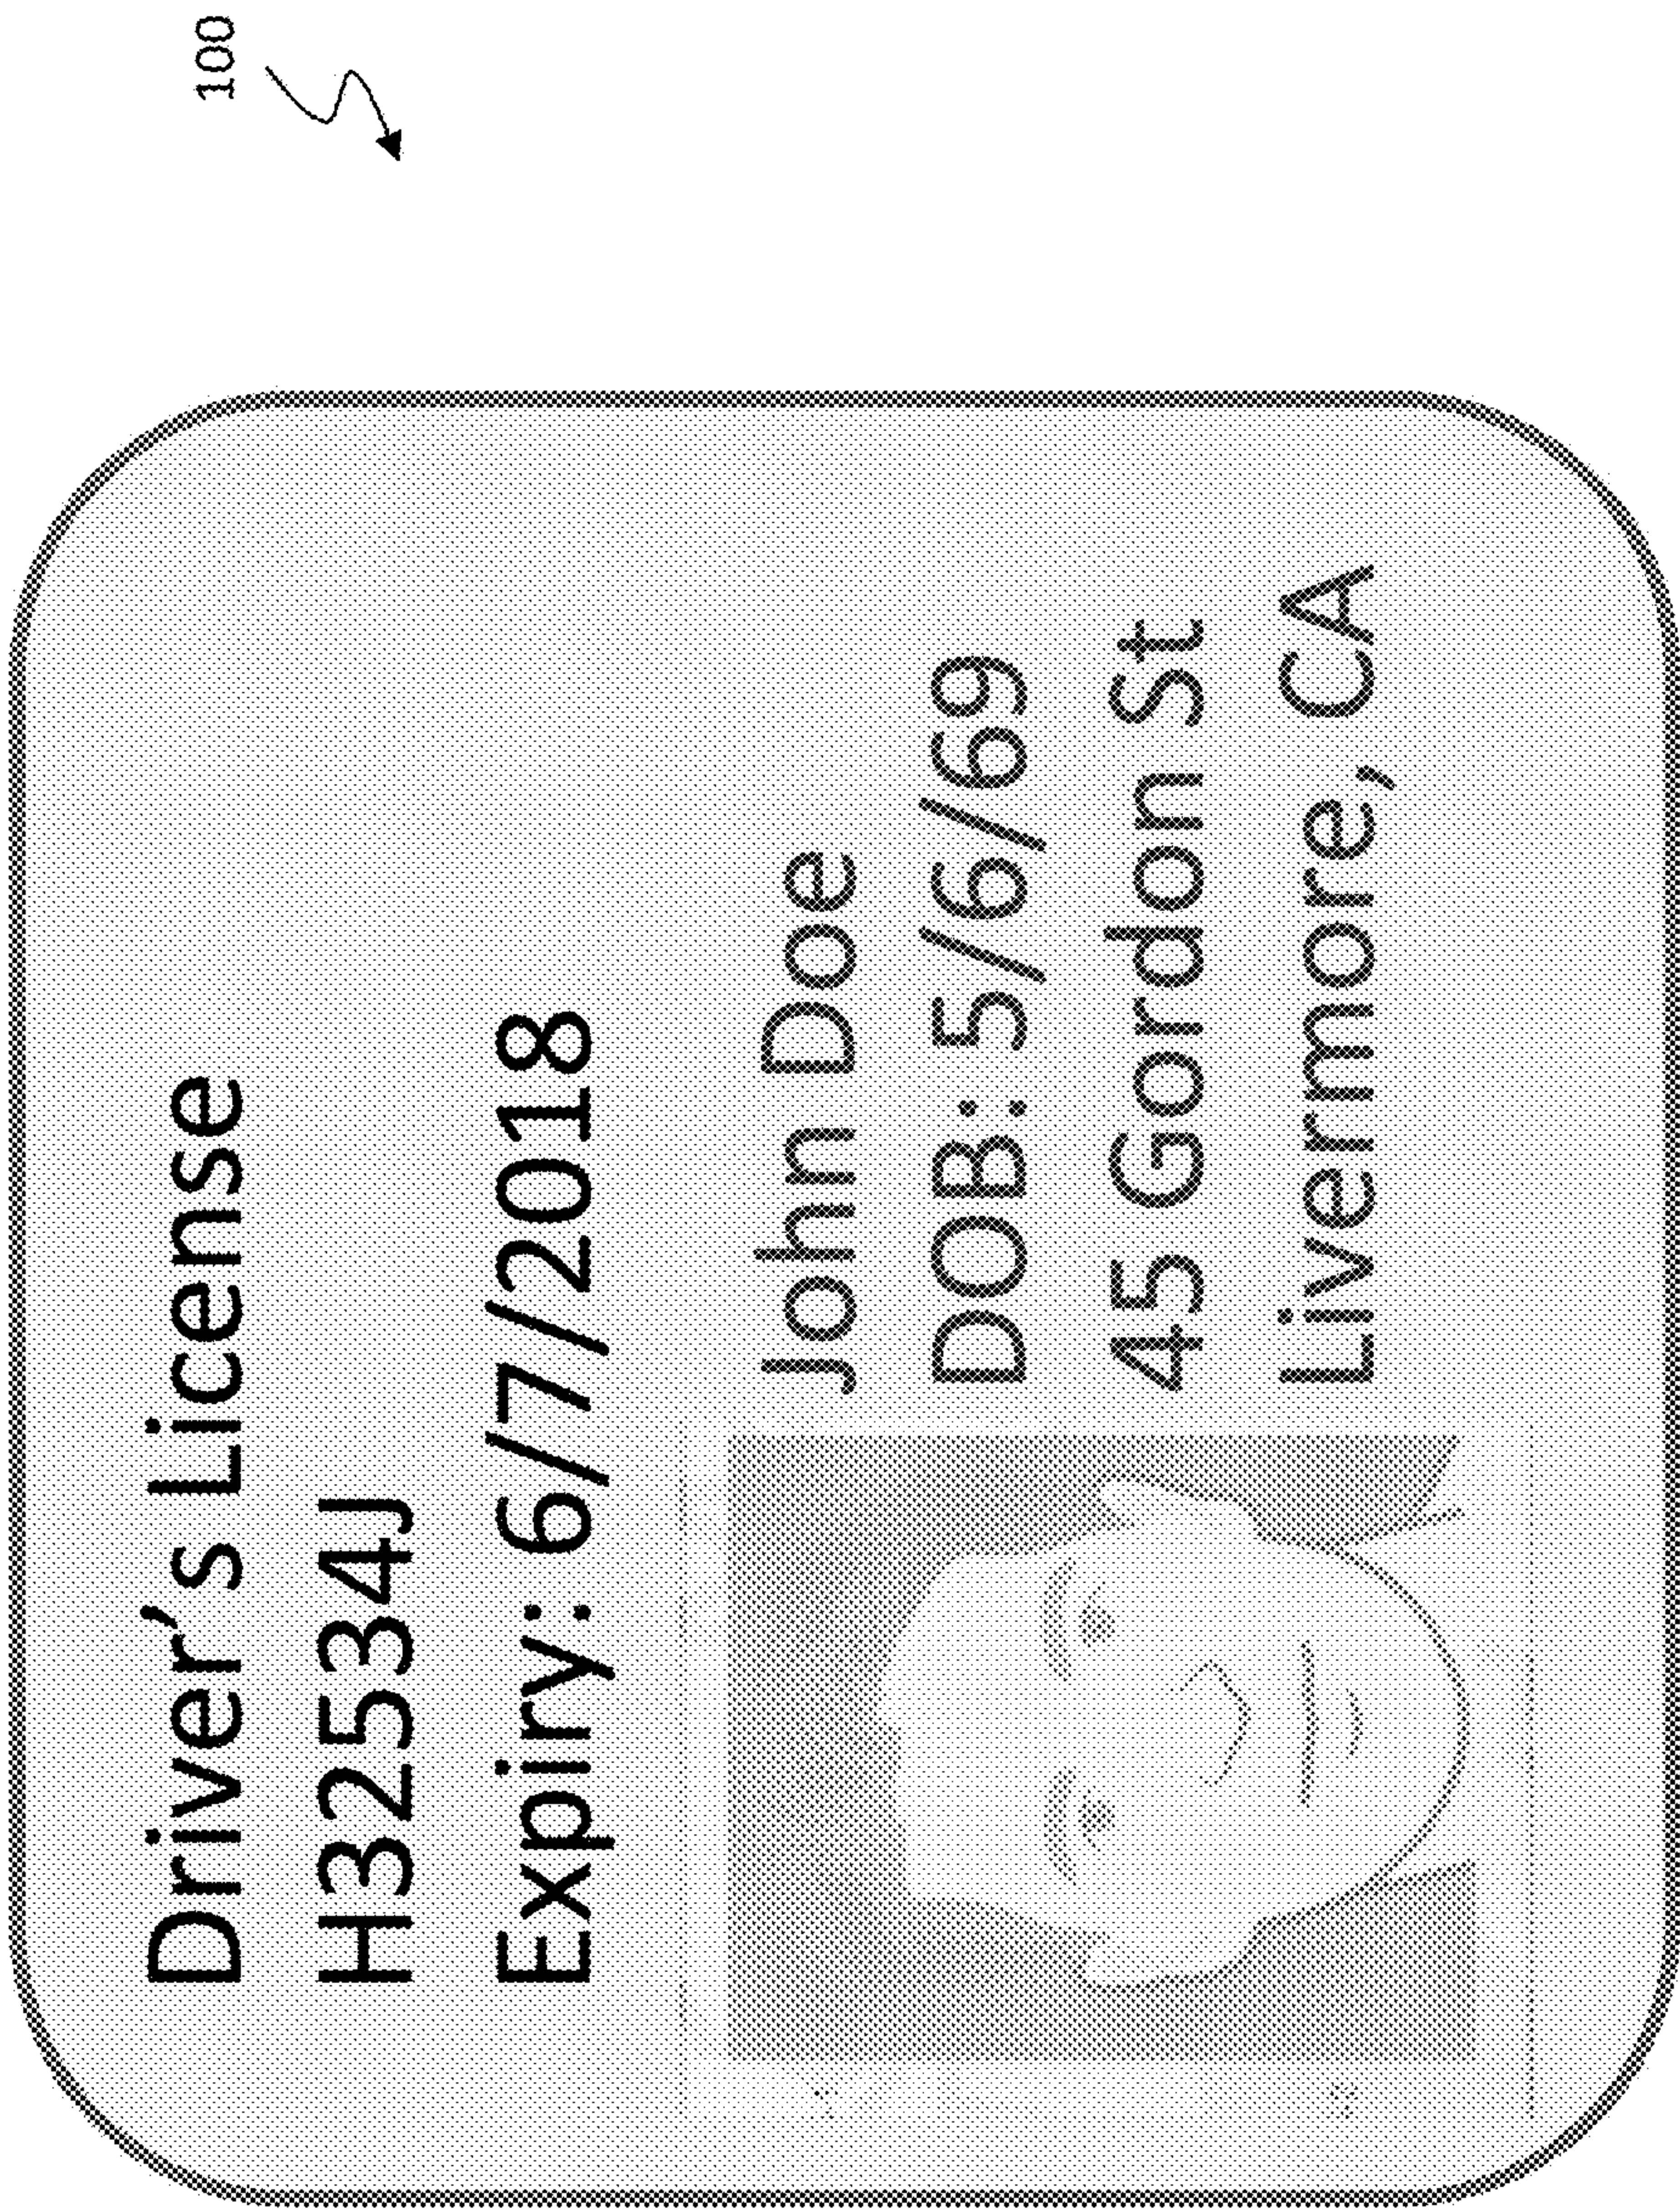 100
Driver's License
H32534J
Expiry: 6/7/2018
John Doe
DOB: 5/6/69
45 Gordon St
Livermore, CA